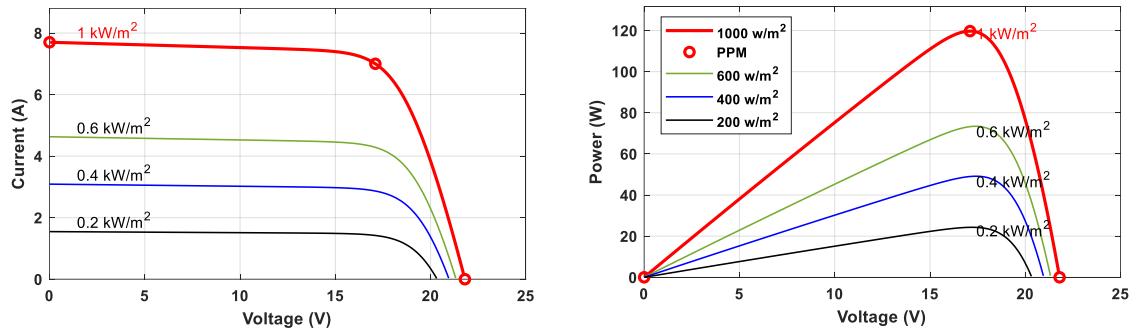 1 kW/m²
0.6 kW/m²
0.4 kW/m²
0.2 kW/m²
Current (A)
8
6
4
2
0
0 5 10 15 20 25
Voltage (V)
1000 w/m²
PPM
600 w/m²
400 w/m²
200 w/m²
1 kW/m²
0.6 kW/m²
0.4 kW/m²
0.2 kW/m²
Power (W)
120
100
80
60
40
20
0
0 5 10 15 20 25
Voltage (V)